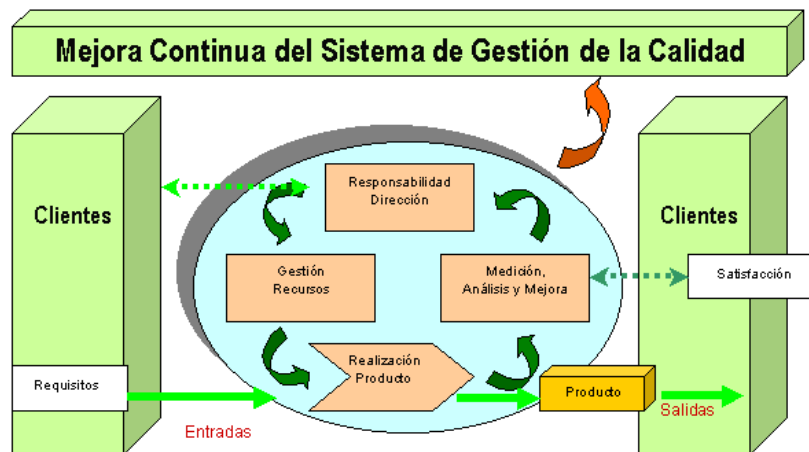 Mejora Continua del Sistema de Gestión de la Calidad
Clientes
Responsabilidad
Dirección
Clientes
Gestión
Recursos
Medición,
Análisis y Mejora
Satisfacción
Requisitos
Realización
Producto
Producto
Entradas
Salidas